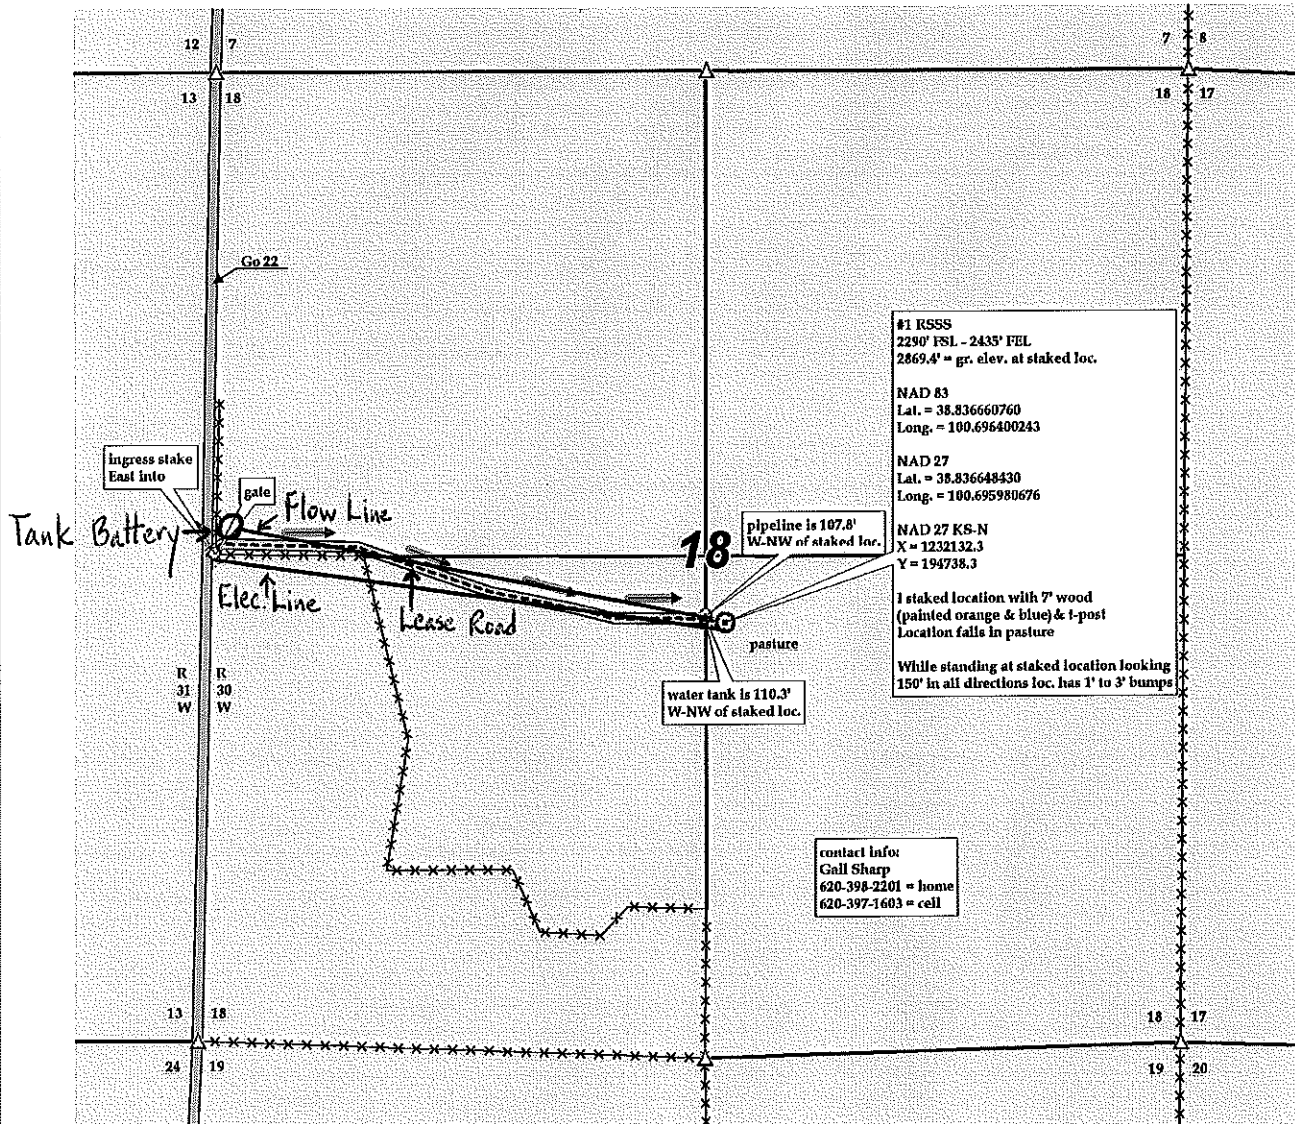 12 7
7 8
13 18
18 17
Go 22
#1 RSSS
2290' FSL - 2435' FEL
2869.4' = gr. elev. at staked loc.
NAD 83
Lat. = 38.836660760
Long. = 100.696400243
NAD 27
Lat. = 38.836648430
Long. = 100.695980676
NAD 27 KS-N
X = 1232132.3
Y = 194738.3
I staked location with 7' wood
(painted orange & blue) & t-post
Location falls in pasture
While standing at staked location looking
150' in all directions loc. has 1' to 3' bumps
ingress stake
East into
gate
Flow Line
Tank Battery
pipeline is 107.8'
W-NW of staked loc.
18
Elec. Line
Lease Road
pasture
R R
31 30
W W
water tank is 110.3'
W-NW of staked loc.
contact info:
Gail Sharp
620-398-2201 = home
620-397-1603 = cell
13 18
18 17
24 19
19 20